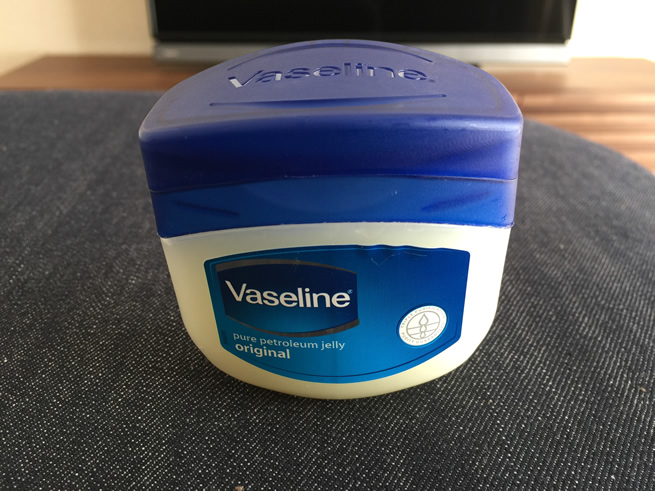 Vaseline.
Vaseline®
pure petroleum jelly
original